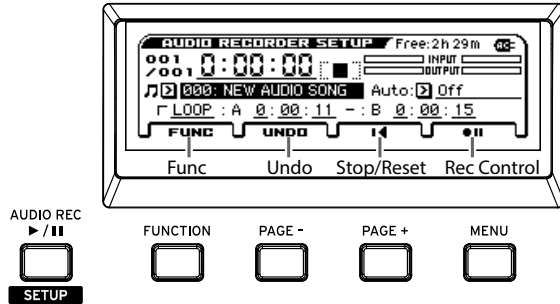 AUDIO RECORDER SETUP Free:2h 29m AC
001 /001 0:00:00 INPUT OUTPUT
000: NEW AUDIO SONG Auto: Off
LOOP : A 0:00:11 - : B 0:00:15
FUNC UNDO
Func Undo Stop/Reset Rec Control
AUDIO REC
FUNCTION PAGE - PAGE + MENU
SETUP